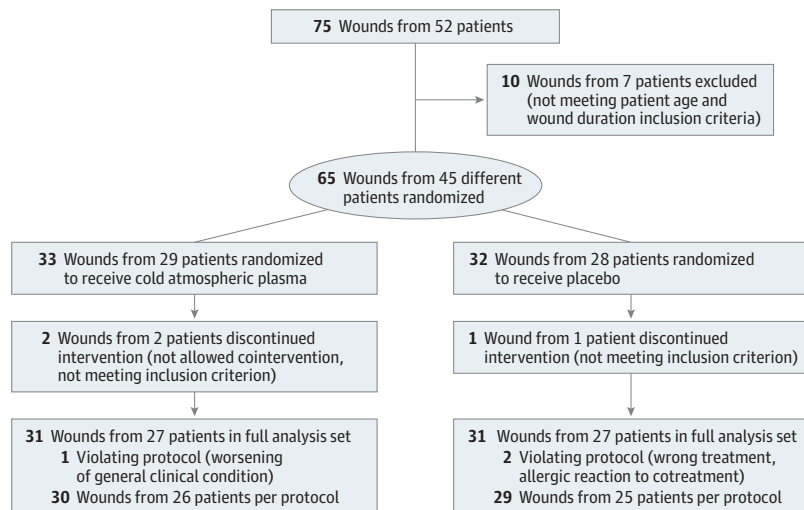 75 Wounds from 52 patients
10 Wounds from 7 patients excluded
(not meeting patient age and
wound duration inclusion criteria)
65 Wounds from 45 different
patients randomized
33 Wounds from 29 patients randomized
to receive cold atmospheric plasma
32 Wounds from 28 patients randomized
to receive placebo
2 Wounds from 2 patients discontinued
intervention (not allowed cointervention,
not meeting inclusion criterion)
1 Wound from 1 patient discontinued
intervention (not meeting inclusion criterion)
31 Wounds from 27 patients in full analysis set
1 Violating protocol (worsening
of general clinical condition)
30 Wounds from 26 patients per protocol
31 Wounds from 27 patients in full analysis set
2 Violating protocol (wrong treatment,
allergic reaction to cotreatment)
29 Wounds from 25 patients per protocol